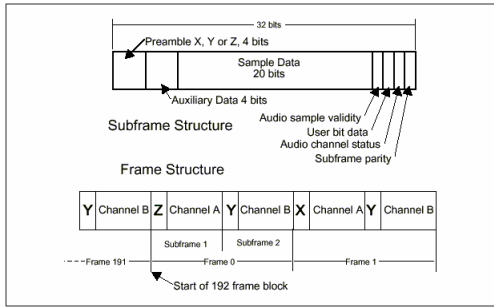 32 bits
Preamble X, Y or Z, 4 bits
Sample Data
20 bits
Auxiliary Data 4 bits
Audio sample validity
User bit data
Audio channel status
Subframe parity
Subframe Structure
Frame Structure
Y Channel B Z Channel A Y Channel B X Channel A Y Channel B
Subframe 1 Subframe 2
Frame 191 Frame 0 Frame 1
Start of 192 frame block